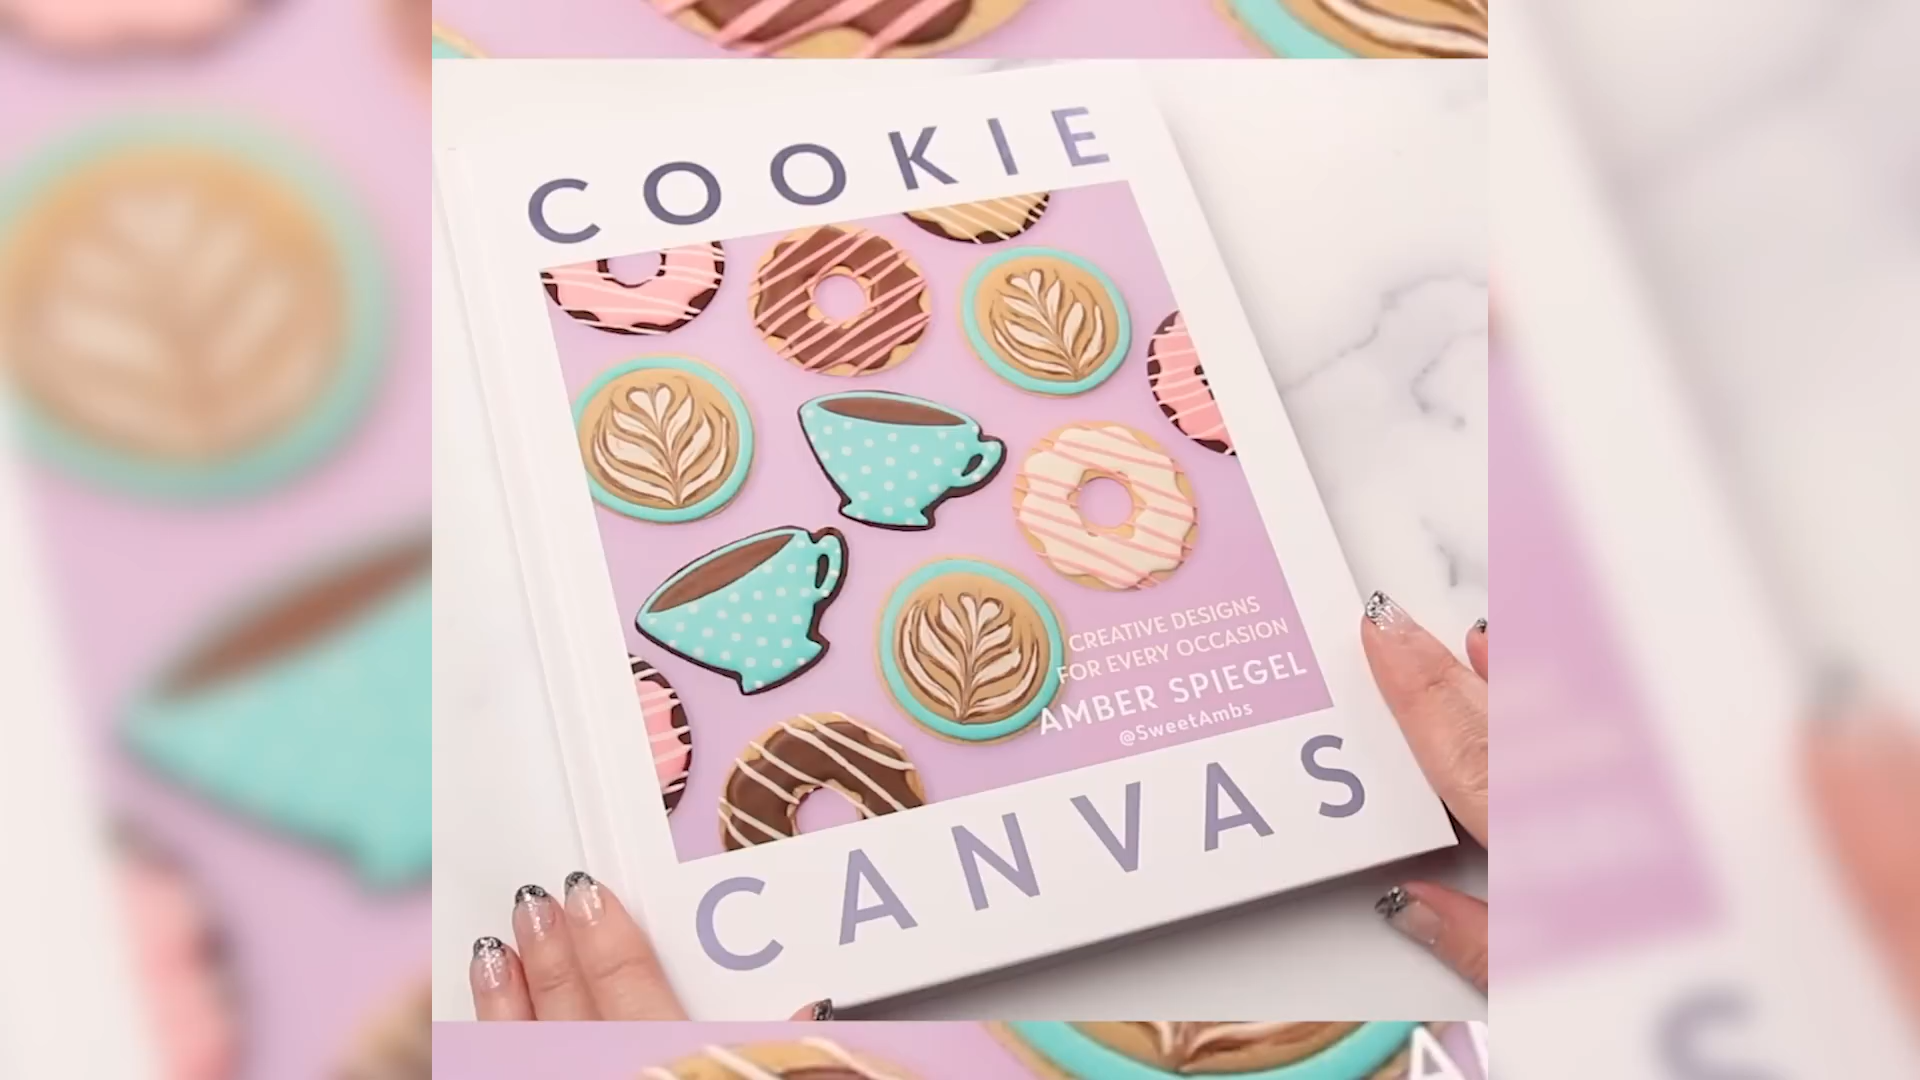 COOKIE
CREATIVE DESIGNS
FOR EVERY OCCASION
AMBER SPIEGEL
@SweetAmbs
CANVAS